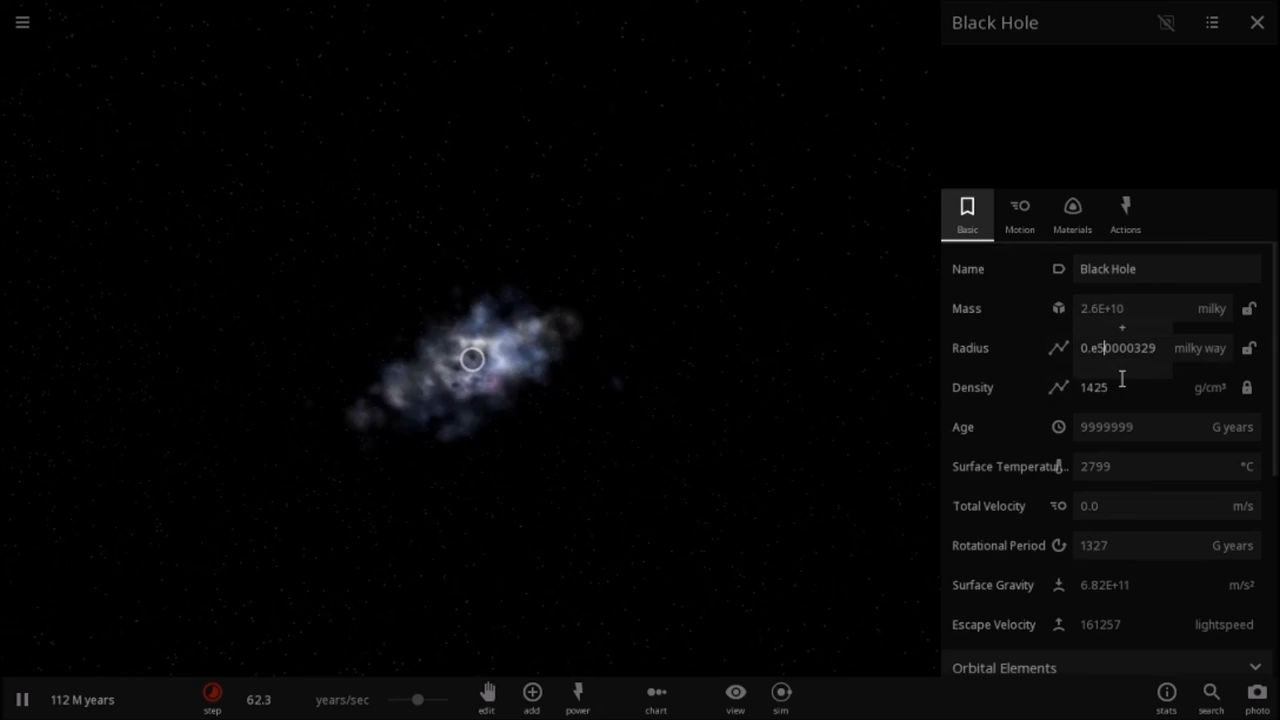 Black Hole
Basic
Motion
Materials
Actions
Name Black Hole
Mass 2.6E+10 milky
+
Radius 0.e50000329 milky way
Density 1425 g/cm³
Age 9999999 G years
Surface Temperatur... 2799 °C
Total Velocity 0.0 m/s
Rotational Period 1327 G years
Surface Gravity 6.82E+11 m/s²
Escape Velocity 161257 lightspeed
Orbital Elements
112 M years
step
62.3 years/sec
edit
add
power
chart
view
sim
stats
search
photo